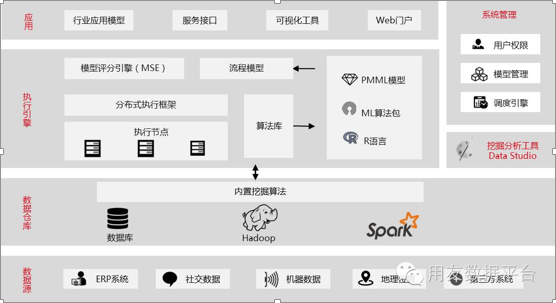 应用
行业应用模型
服务接口
可视化工具
Web门户
系统管理
用户权限
模型管理
调度引擎
执行引擎
模型评分引擎（MSE）
流程模型
分布式执行框架
执行节点
算法库
PMML模型
ML算法包
R语言
挖掘分析工具
Data Studio
数据仓库
内置挖掘算法
数据库
Hadoop
Spark
数据源
ERP系统
社交数据
机器数据
地理
第三方系统
用友数据平台